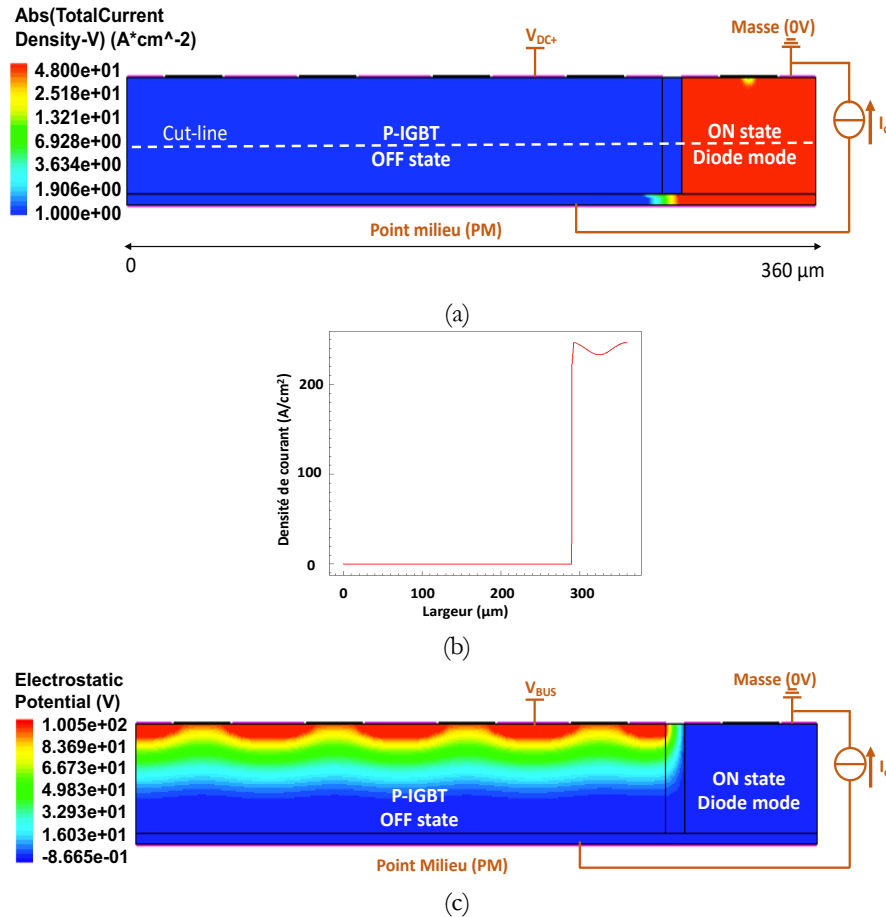 Abs(TotalCurrent
Density-V) (A*cm^-2)
4.800e+01
2.518e+01
1.321e+01
6.928e+00
3.634e+00
1.906e+00
1.000e+00
V_DC+
Masse (0V)
Cut-line
P-IGBT
OFF state
ON state
Diode mode
Point milieu (PM)
0
360 µm
(a)
Densité de courant (A/cm²)
200
100
0
0
100
200
300
Largeur (µm)
(b)
Electrostatic
Potential (V)
1.005e+02
8.369e+01
6.673e+01
4.983e+01
3.293e+01
1.603e+01
-8.665e-01
V_BUS
Masse (0V)
P-IGBT
OFF state
ON state
Diode mode
Point Milieu (PM)
(c)